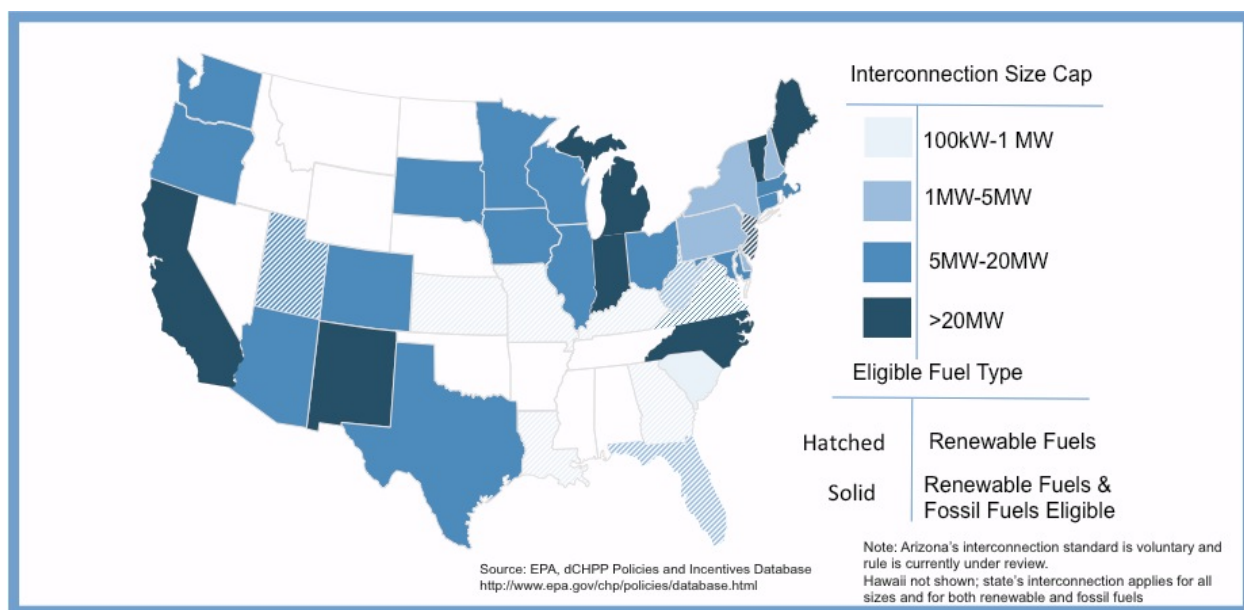 Interconnection Size Cap
100kW-1 MW
1MW-5MW
5MW-20MW
>20MW
Eligible Fuel Type
Hatched
Renewable Fuels
Solid
Renewable Fuels &
Fossil Fuels Eligible
Source: EPA, dCHPP Policies and Incentives Database
http://www.epa.gov/chp/policies/database.html
Note: Arizona's interconnection standard is voluntary and
rule is currently under review.
Hawaii not shown; state's interconnection applies for all
sizes and for both renewable and fossil fuels